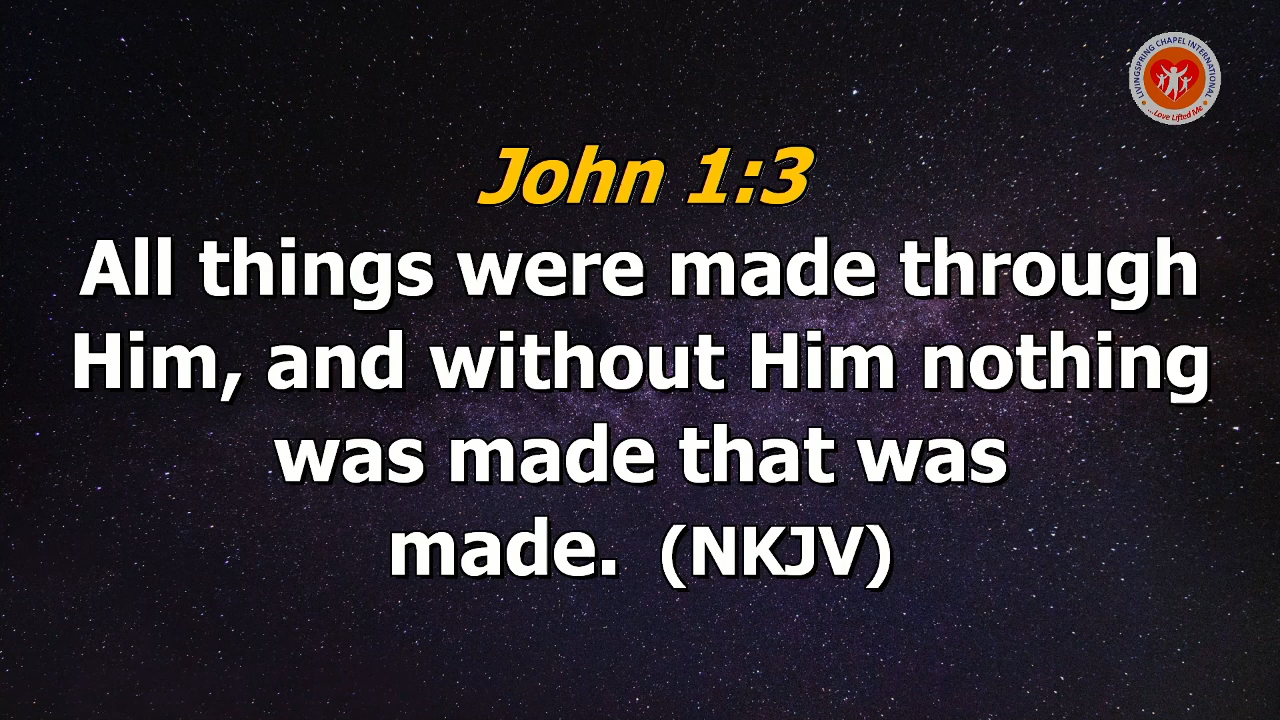 LIVINGSPRING CHAPEL INTERNATIONAL
...Love Lifted Me
John 1:3
All things were made through
Him, and without Him nothing
was made that was
made. (NKJV)